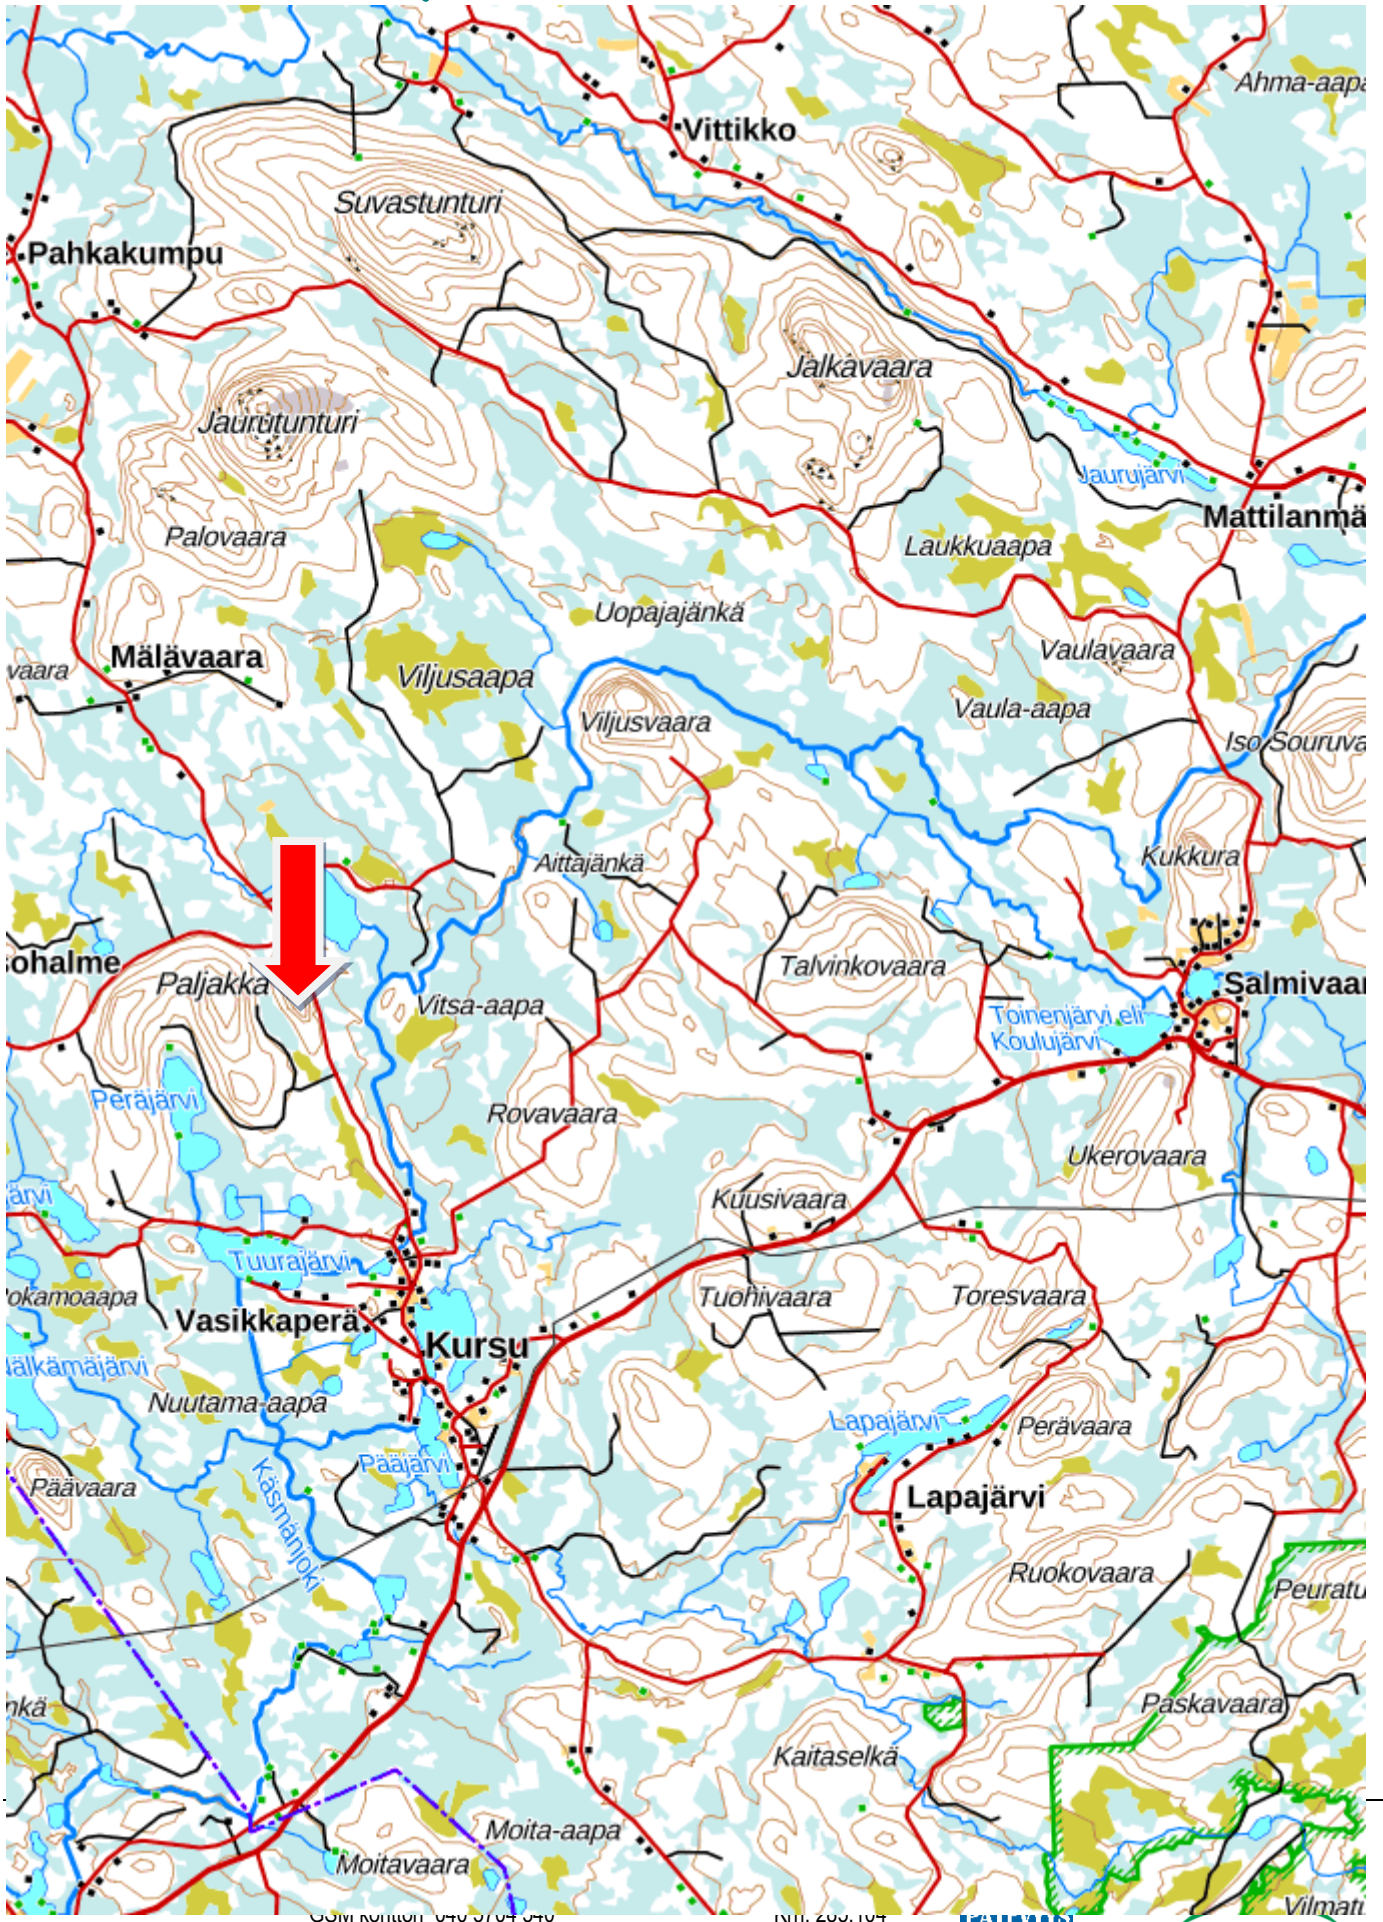 Ahma-aapa
Vittikko
Suvastunturi
Pahkakumpu
Jalkavaara
Jaurutunturi
Jaurujärvi
Mattilanmä
Palovaara
Laukkuaapa
Uopajajänkä
Vaulavaara
Mälävaara
vaara
Viljusaapa
Viljusvaara
Vaula-aapa
Iso Souruva
Aittajänkä
Kukkura
ohalme
Paljakka
Talvinkovaara
Salmivaar
Vitsa-aapa
Toinenjärvi eli
Koulujärvi
Peräjärvi
Rovavaara
Ukerovaara
ärvi
Kuusivaara
Tuurajärvi
okamoaapa
Tuohivaara
Toresvaara
Vasikkaperä
Kursu
älkämäjärvi
Nuutama-aapa
Lapajärvi
Perävaara
Pääjärvi
Päävaara
Käsmänjoki
Lapajärvi
Ruokovaara
Peuratu
nkä
Paskavaara
Kaitaselkä
Moita-aapa
Moitavaara
Vilmatu